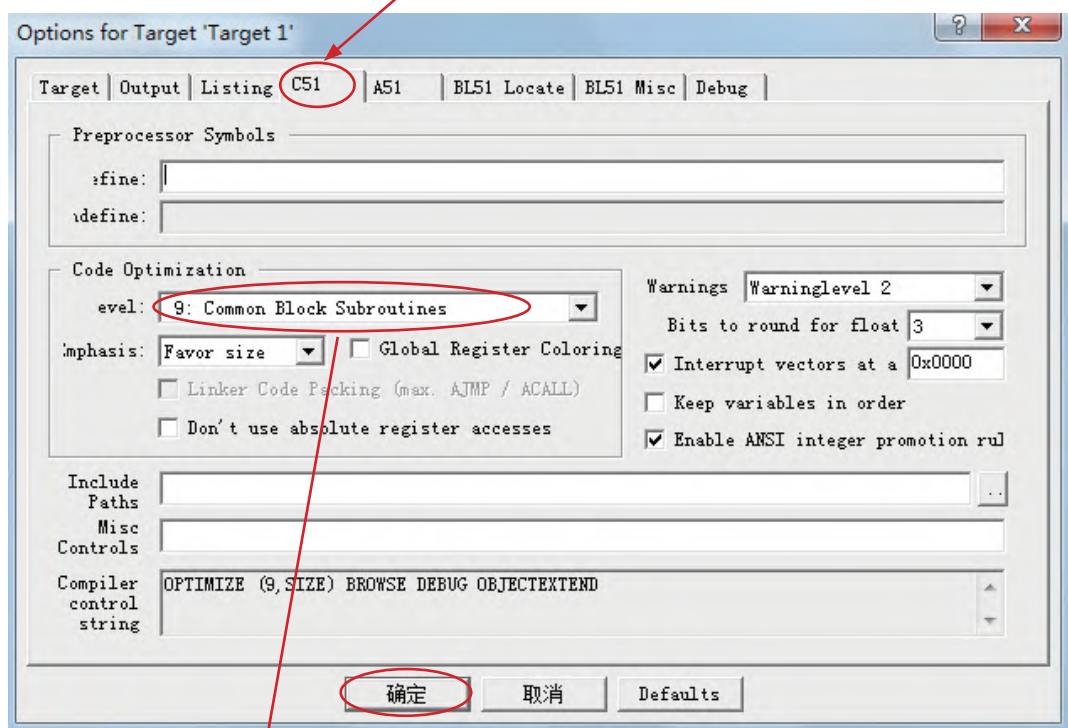 Options for Target 'Target 1'
Target Output Listing C51 A51 BL51 Locate BL51 Misc Debug
Preprocessor Symbols
efine:
define:
Code Optimization
evel: 9: Common Block Subroutines
Warnings Warninglevel 2
Bits to round for float 3
mphasis: Favor size Global Register Coloring
Interrupt vectors at a 0x0000
Linker Code Packing (max. AJMP / ACALL)
Keep variables in order
Don't use absolute register accesses
Enable ANSI integer promotion rul
Include
Paths
..
Misc
Controls
Compiler
control
string
OPTIMIZE (9,SIZE) BROWSE DEBUG OBJECTEXTEND
确定 取消 Defaults